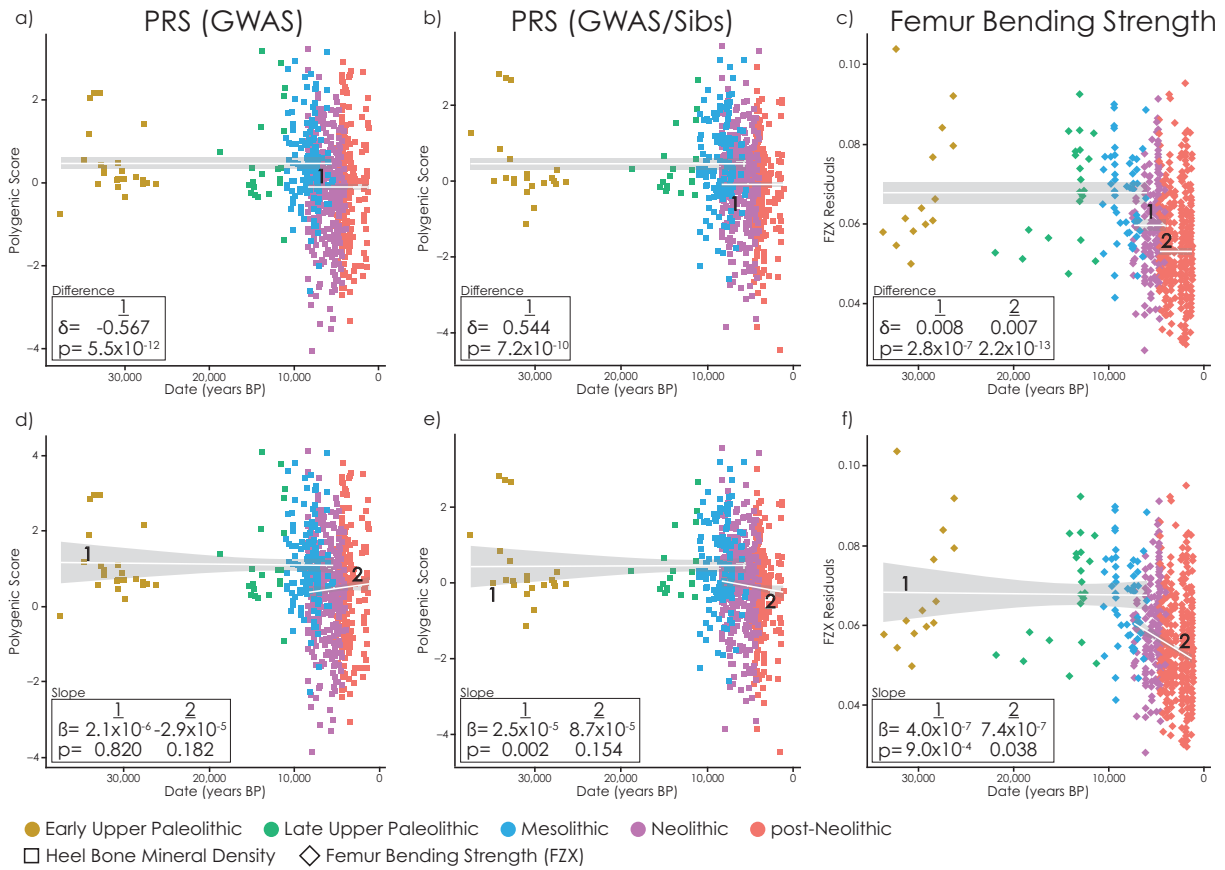 a) PRS (GWAS)
Polygenic Score
2
0
−2
−4
1
Difference
1
δ= -0.567
p= 5.5x10-12
30,000 20,000 10,000 0
Date (years BP)
b) PRS (GWAS/Sibs)
Polygenic Score
2
0
−2
−4
1
Difference
1
δ= 0.544
p= 7.2x10-10
30,000 20,000 10,000 0
Date (years BP)
c) Femur Bending Strength
FZX Residuals
0.10
0.08
0.06
0.04
1
2
Difference
1 2
δ= 0.008 0.007
p= 2.8x10-7 2.2x10-13
30,000 20,000 10,000 0
Date (years BP)
d)
Polygenic Score
4
2
0
−2
−4
1
2
Slope
1 2
ß= 2.1x10-6 -2.9x10-5
p= 0.820 0.182
30,000 20,000 10,000 0
Date (years BP)
e)
Polygenic Score
2
0
−2
−4
1
2
Slope
1 2
ß= 2.5x10-5 8.7x10-5
p= 0.002 0.154
30,000 20,000 10,000 0
Date (years BP)
f)
FZX Residuals
0.10
0.08
0.06
0.04
1
2
Slope
1 2
ß= 4.0x10-7 7.4x10-7
p= 9.0x10-4 0.038
30,000 20,000 10,000 0
Date (years BP)
Early Upper Paleolithic Late Upper Paleolithic Mesolithic Neolithic post-Neolithic
Heel Bone Mineral Density Femur Bending Strength (FZX)